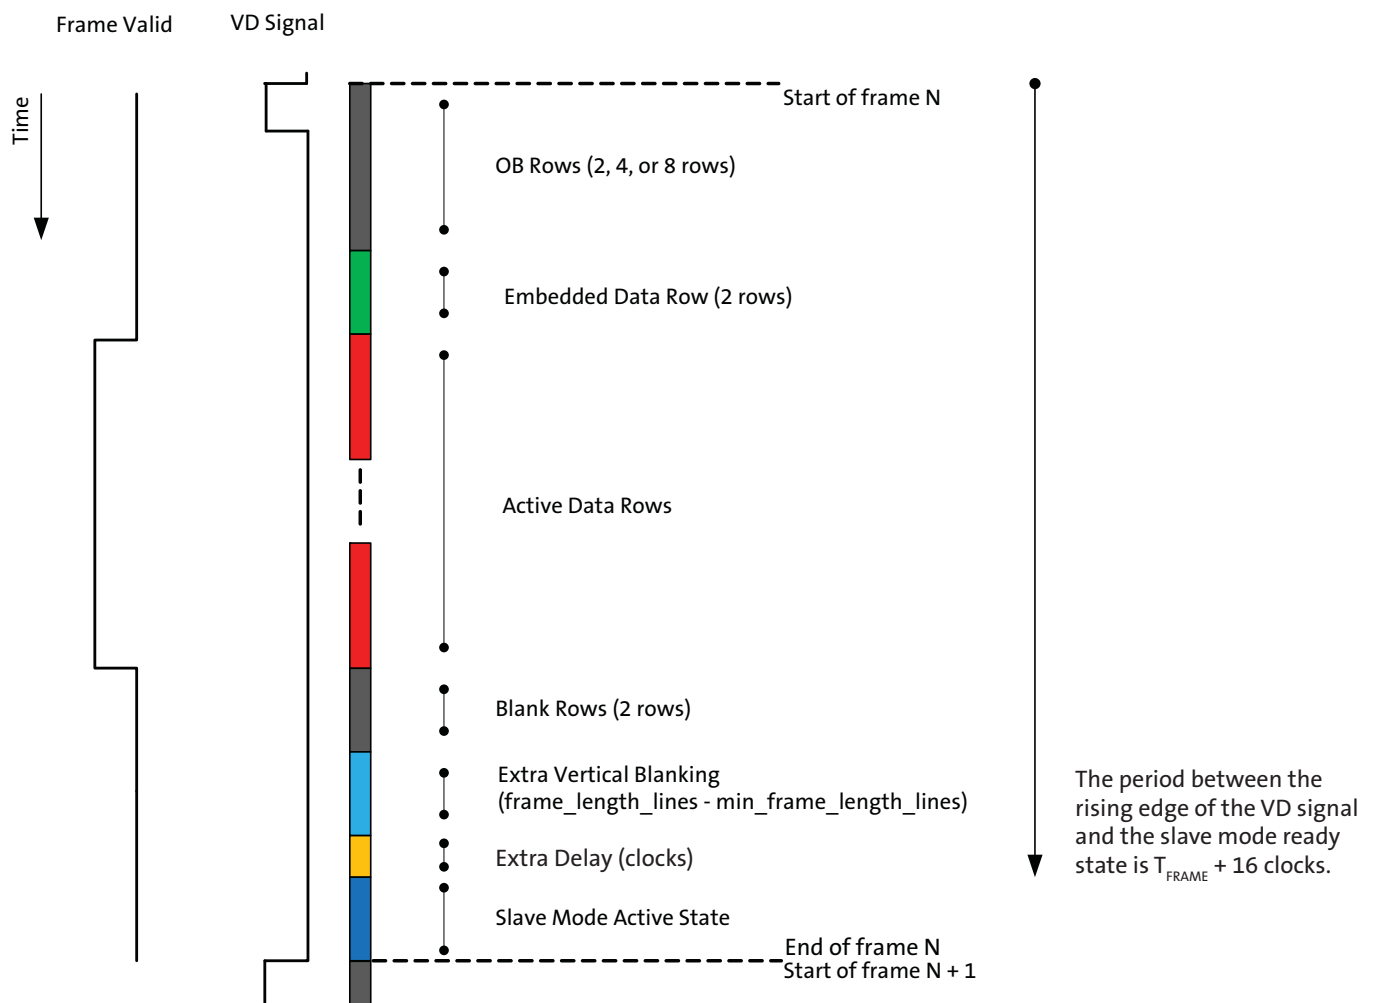 Frame Valid
VD Signal
Time
Start of frame N
OB Rows (2, 4, or 8 rows)
Embedded Data Row (2 rows)
Active Data Rows
Blank Rows (2 rows)
Extra Vertical Blanking
(frame_length_lines - min_frame_length_lines)
Extra Delay (clocks)
Slave Mode Active State
End of frame N
Start of frame N + 1
The period between the
rising edge of the VD signal
and the slave mode ready
state is TFRAME + 16 clocks.